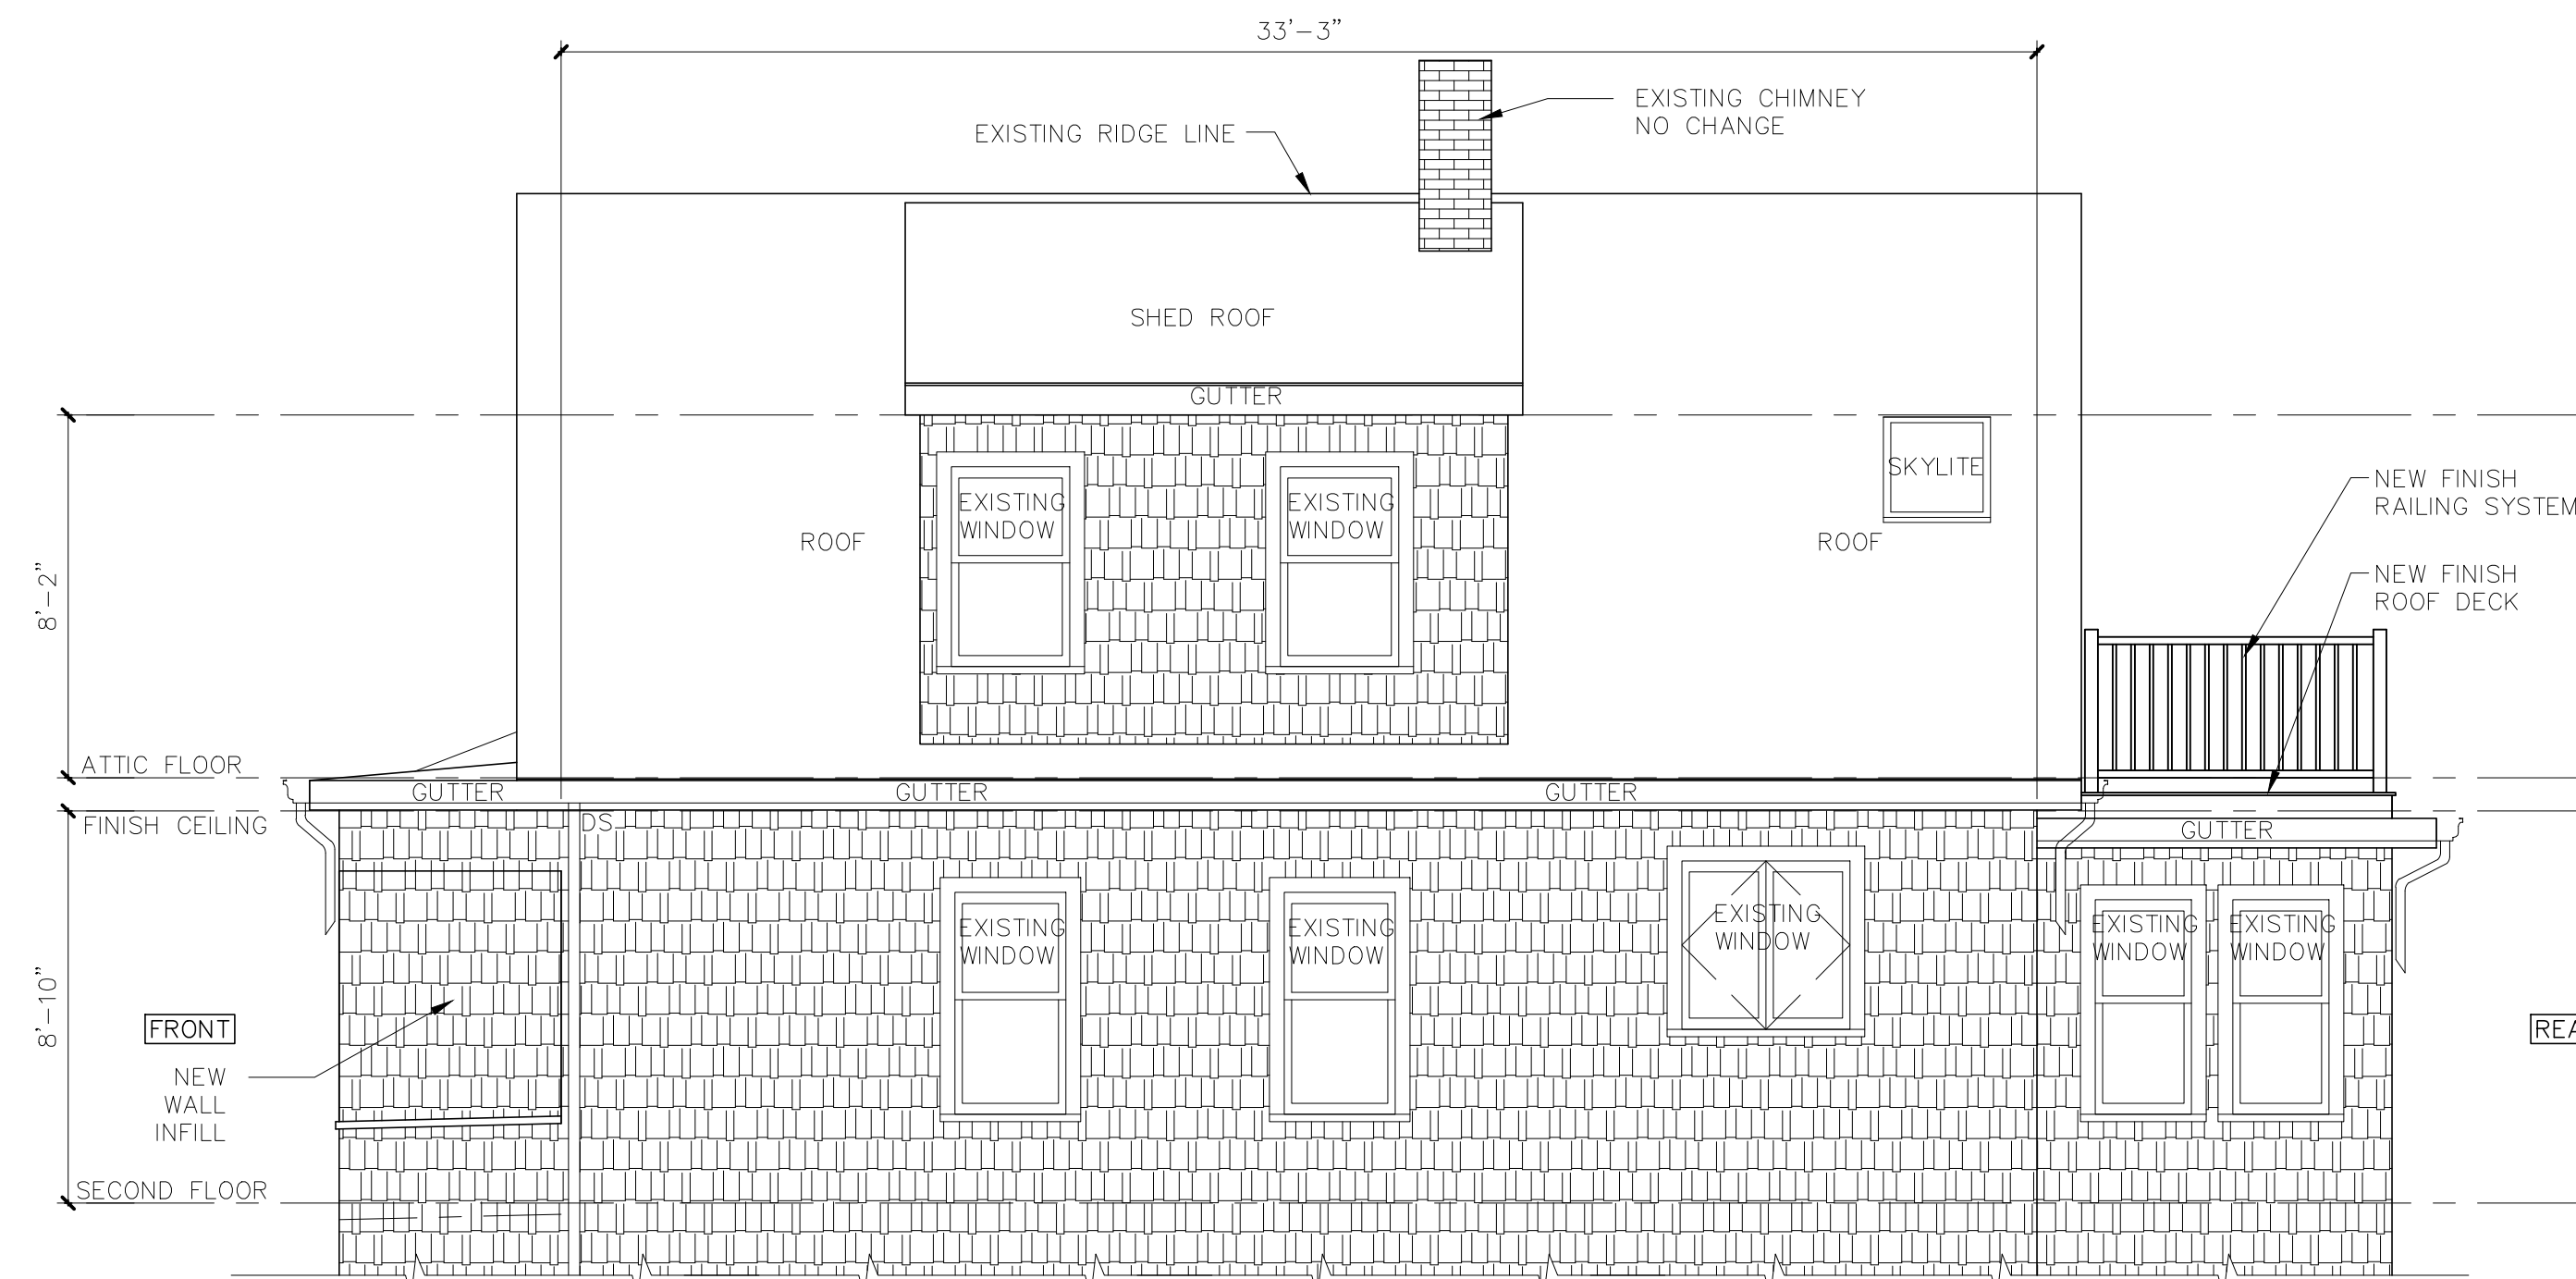 33'-3"
EXISTING CHIMNEY
NO CHANGE
EXISTING RIDGE LINE
SHED ROOF
GUTTER
SKYLITE
NEW FINISH
RAILING SYSTEM
EXISTING
WINDOW
EXISTING
WINDOW
ROOF
ROOF
8'-2"
NEW FINISH
ROOF DECK
ATTIC FLOOR
GUTTER
GUTTER
GUTTER
FINISH CEILING
DS
GUTTER
EXISTING
WINDOW
EXISTING
WINDOW
EXISTING
WINDOW
EXISTING
WINDOW
EXISTING
WINDOW
8'-10"
FRONT
REA
NEW
WALL
INFILL
SECOND FLOOR